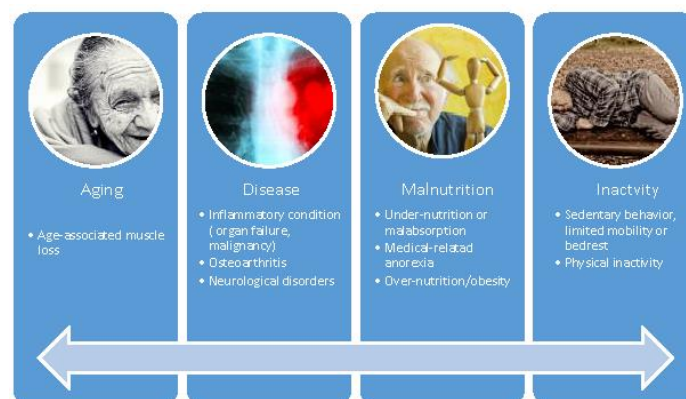 Aging
• Age-associated muscle
loss
Disease
• Inflammatory condition
( organ failure,
malignancy)
• Osteoarthritis
• Neurological disorders
Malnutrition
• Under-nutrition or
malabsorption
• Medical-relatad
anorexia
• Over-nutrition/obesity
Inactvity
• Sedentary behavior,
limited mobility or
bedrest
• Physical inactivity